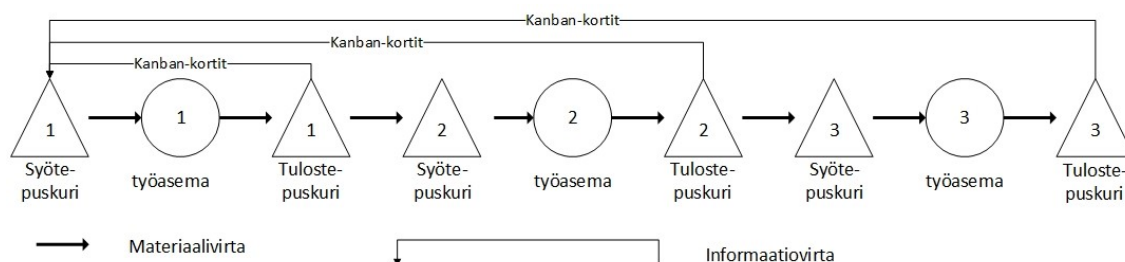 Kanban-kortit
Kanban-kortit
Kanban-kortit
1 1 1 2 2 2 3 3 3
Syöte-
puskuri
työasema
Tuloste-
puskuri
Syöte-
puskuri
työasema
Tuloste-
puskuri
Syöte-
puskuri
työasema
Tuloste-
puskuri
Materiaalivirta
Informaatiovirta